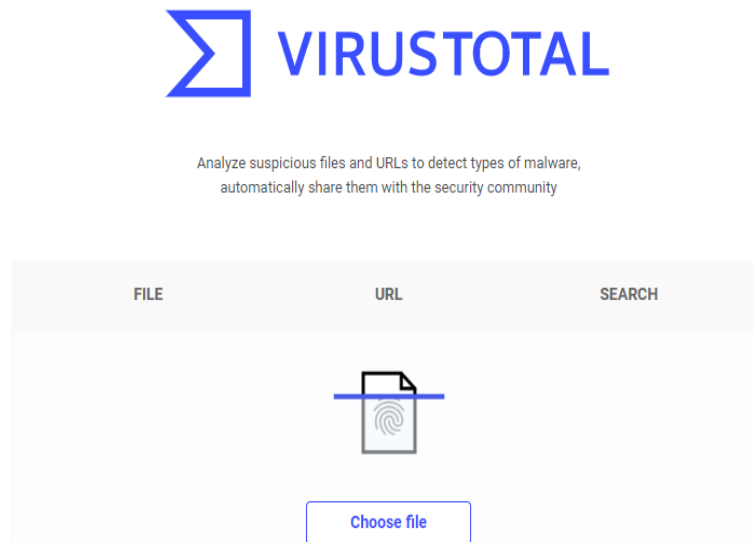 VIRUSTOTAL
Analyze suspicious files and URLs to detect types of malware,
automatically share them with the security community
FILE URL SEARCH
Choose file